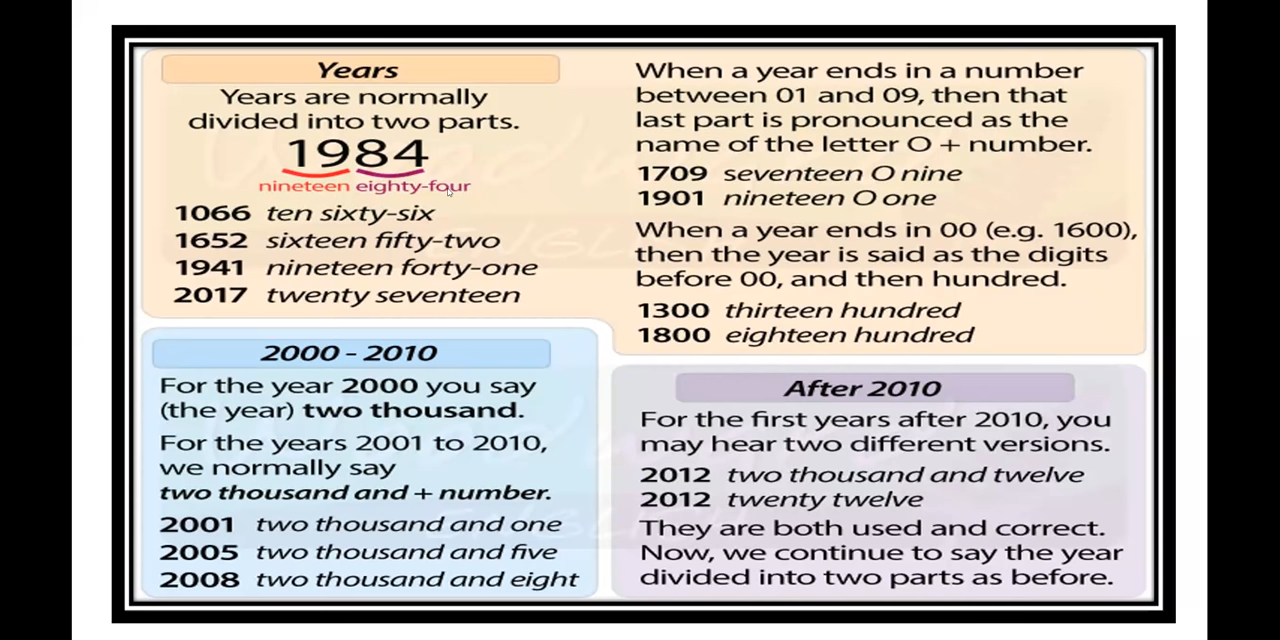 Years
Years are normally
divided into two parts.
1984
nineteen eighty-four
1066 ten sixty-six
1652 sixteen fifty-two
1941 nineteen forty-one
2017 twenty seventeen
When a year ends in a number
between 01 and 09, then that
last part is pronounced as the
name of the letter O + number.
1709 seventeen O nine
1901 nineteen O one
When a year ends in 00 (e.g. 1600),
then the year is said as the digits
before 00, and then hundred.
1300 thirteen hundred
1800 eighteen hundred
2000 - 2010
For the year 2000 you say
(the year) two thousand.
For the years 2001 to 2010,
we normally say
two thousand and + number.
2001 two thousand and one
2005 two thousand and five
2008 two thousand and eight
After 2010
For the first years after 2010, you
may hear two different versions.
2012 two thousand and twelve
2012 twenty twelve
They are both used and correct.
Now, we continue to say the year
divided into two parts as before.